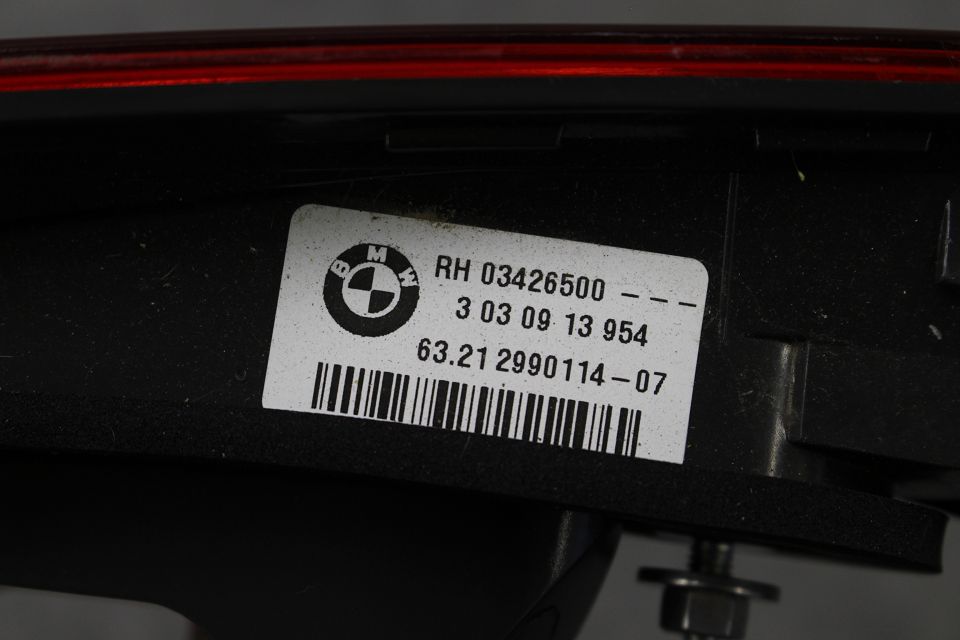 BMW
RH 03426500 ---
3 03 09 13 954
63.21 2990114-07